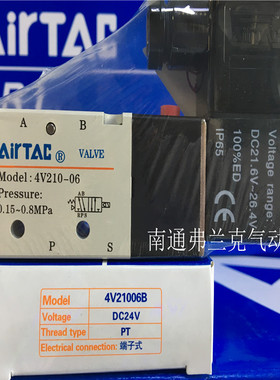 AIRTAC
A B
AirTAC ® VALVE
Model: 4V210-06
Pressure:
0.15~0.8MPa
AB
RPS
P S
Voltage range:
DC21.6V~26.4V
100%ED
IP65
南通弗兰克气动
Model 4V21006B
Voltage DC24V
Thread type PT
Electrical connection: 端子式